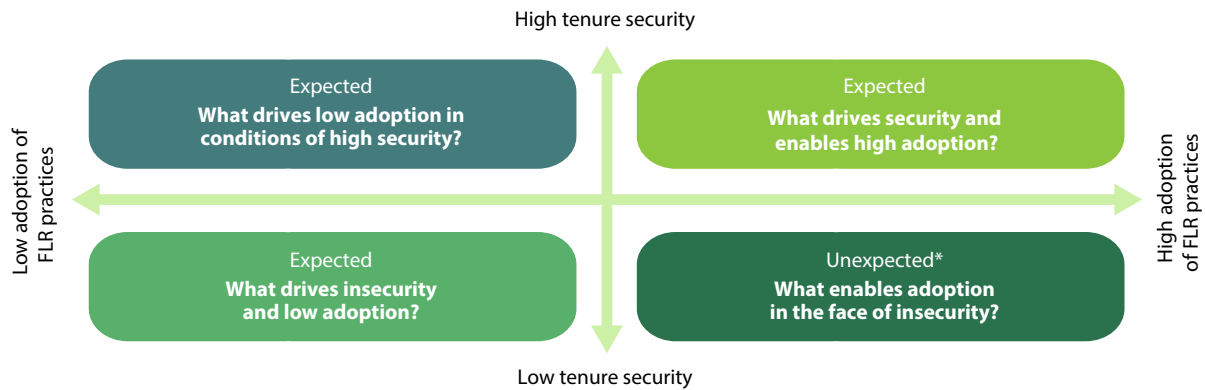 High tenure security
Expected
What drives low adoption in
conditions of high security?
Expected
What drives security and
enables high adoption?
Low adoption of
FLR practices
High adoption
of FLR practices
Expected
What drives insecurity
and low adoption?
Unexpected*
What enables adoption
in the face of insecurity?
Low tenure security